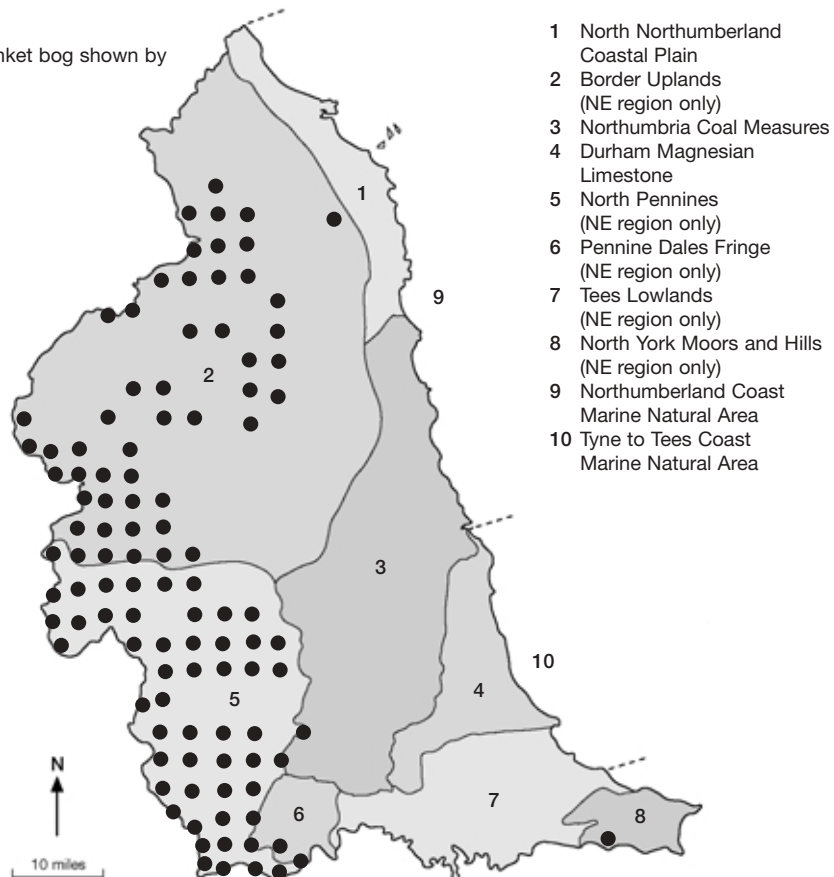 bog shown by
1 North Northumberland
Coastal Plain
2 Border Uplands
(NE region only)
3 Northumbria Coal Measures
4 Durham Magnesian
Limestone
5 North Pennines
(NE region only)
6 Pennine Dales Fringe
(NE region only)
7 Tees Lowlands
(NE region only)
8 North York Moors and Hills
(NE region only)
9 Northumberland Coast
Marine Natural Area
10 Tyne to Tees Coast
Marine Natural Area
1
9
2
3
10
4
5
N
7
6
8
10 miles